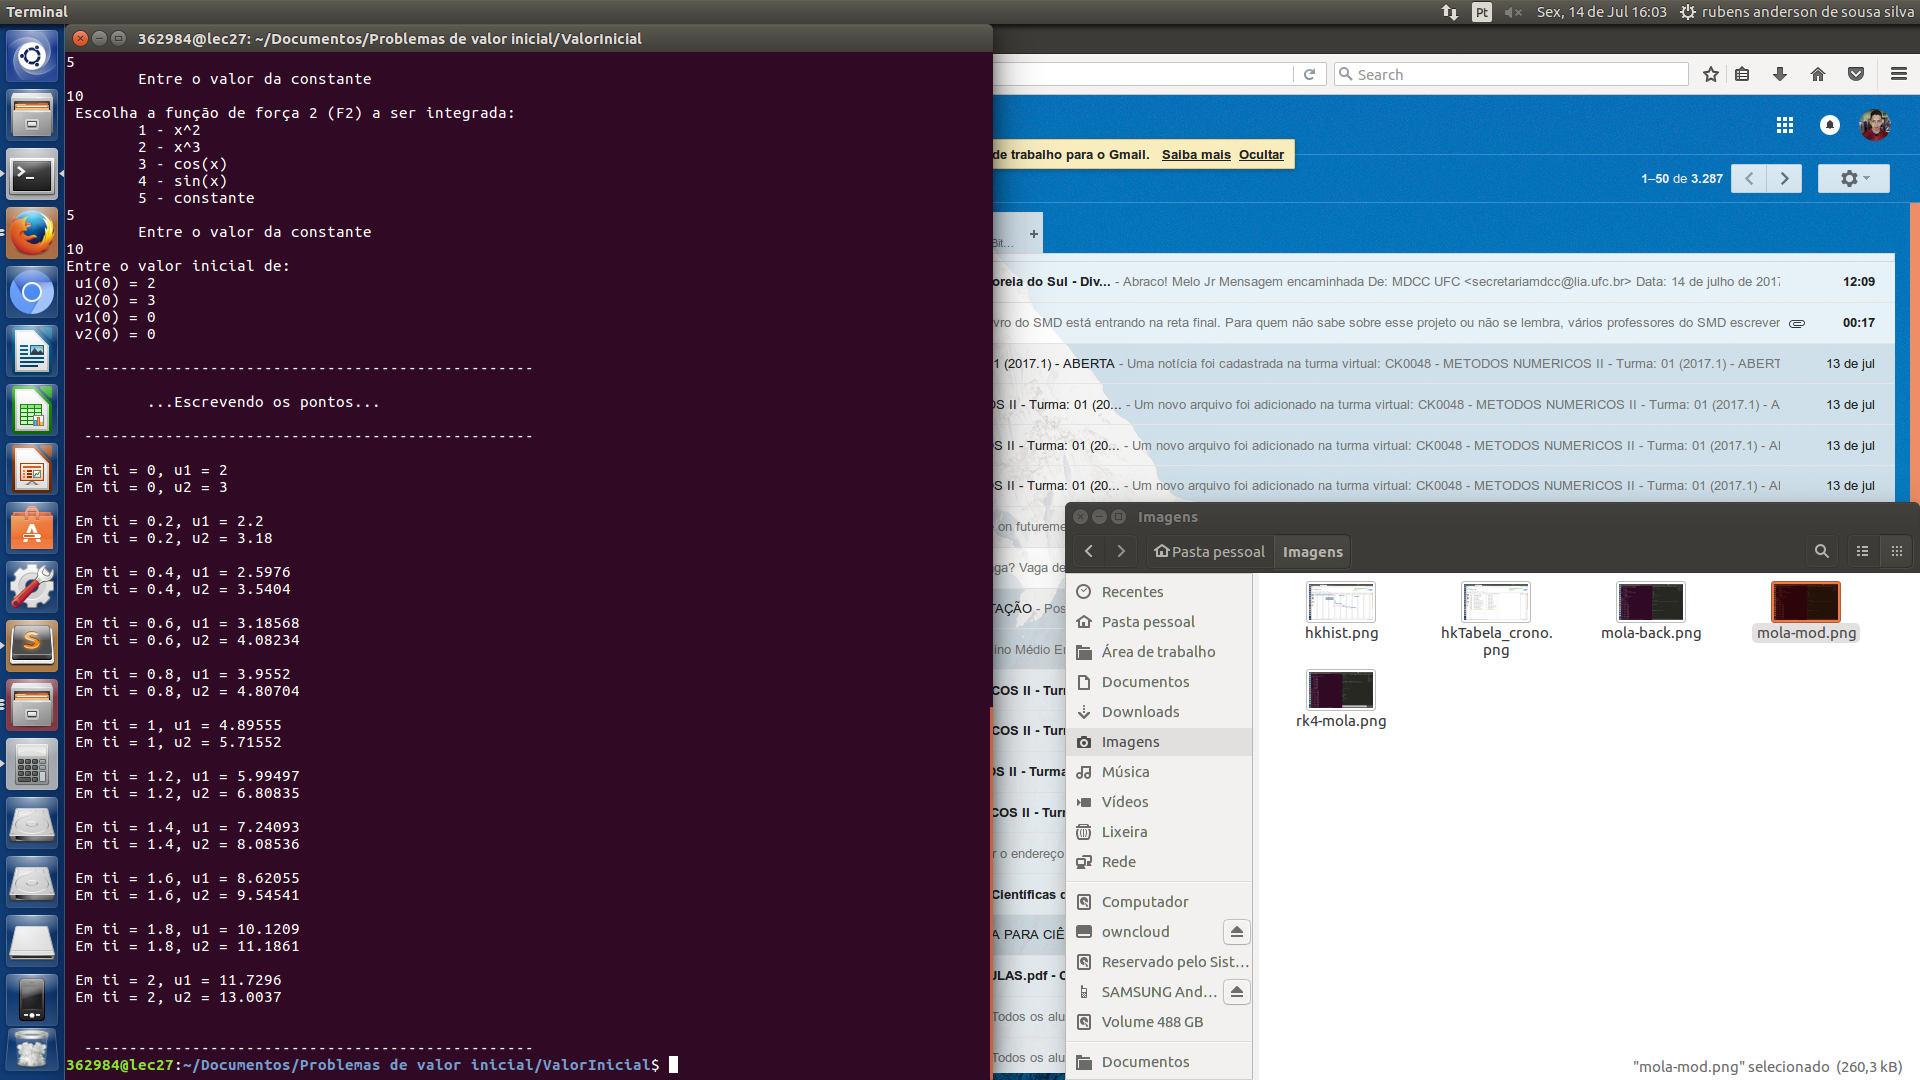 Terminal
Pt
Sex, 14 de Jul 16:03
rubens anderson de sousa silva
362984@lec27: ~/Documentos/Problemas de valor inicial/ValorInicial
5
Entre o valor da constante
10
Escolha a função de força 2 (F2) a ser integrada:
1 - x^2
2 - x^3
3 - cos(x)
4 - sin(x)
5 - constante
5
Entre o valor da constante
10
Entre o valor inicial de:
u1(0) = 2
u2(0) = 3
v1(0) = 0
v2(0) = 0
--------------------------------------------------
...Escrevendo os pontos...
--------------------------------------------------
Em ti = 0, u1 = 2
Em ti = 0, u2 = 3
Em ti = 0.2, u1 = 2.2
Em ti = 0.2, u2 = 3.18
Em ti = 0.4, u1 = 2.5976
Em ti = 0.4, u2 = 3.5404
Em ti = 0.6, u1 = 3.18568
Em ti = 0.6, u2 = 4.08234
Em ti = 0.8, u1 = 3.9552
Em ti = 0.8, u2 = 4.80704
Em ti = 1, u1 = 4.89555
Em ti = 1, u2 = 5.71552
Em ti = 1.2, u1 = 5.99497
Em ti = 1.2, u2 = 6.80835
Em ti = 1.4, u1 = 7.24093
Em ti = 1.4, u2 = 8.08536
Em ti = 1.6, u1 = 8.62055
Em ti = 1.6, u2 = 9.54541
Em ti = 1.8, u1 = 10.1209
Em ti = 1.8, u2 = 11.1861
Em ti = 2, u1 = 11.7296
Em ti = 2, u2 = 13.0037
--------------------------------------------------
362984@lec27:~/Documentos/Problemas de valor inicial/ValorInicial$
Search
de trabalho para o Gmail. Saiba mais Ocultar
1–50 de 3.287
Bit... +
oreia do Sul - Div... - Abraco! Melo Jr Mensagem encaminhada De: MDCC UFC <secretariamdcc@lia.ufc.br> Data: 14 de julho de 2017 12:09
vro do SMD está entrando na reta final. Para quem não sabe sobre esse projeto ou não se lembra, vários professores do SMD escrever 00:17
1 (2017.1) - ABERTA - Uma notícia foi cadastrada na turma virtual: CK0048 - METODOS NUMERICOS II - Turma: 01 (2017.1) - ABERT 13 de jul
OS II - Turma: 01 (20... - Um novo arquivo foi adicionado na turma virtual: CK0048 - METODOS NUMERICOS II - Turma: 01 (2017.1) - A 13 de jul
S II - Turma: 01 (20... - Um novo arquivo foi adicionado na turma virtual: CK0048 - METODOS NUMERICOS II - Turma: 01 (2017.1) - AI 13 de jul
S II - Turma: 01 (20... - Um novo arquivo foi adicionado na turma virtual: CK0048 - METODOS NUMERICOS II - Turma: 01 (2017.1) - AI 13 de jul
on futureme
ga? Vaga de
TAÇÃO - Pos
ino Médio E
COS II - Tur
COS II - Tur
OS II - Turma
COS II - Tur
r o endereço
Científicas d
A PARA CIÊ
ULAS.pdf - C
Todos os alu
Todos os alu
Imagens
Pasta pessoal
Imagens
Recentes
Pasta pessoal
Área de trabalho
Documentos
Downloads
Imagens
Música
Vídeos
Lixeira
Rede
Computador
owncloud
Reservado pelo Sist...
SAMSUNG And...
Volume 488 GB
Documentos
hkhist.png
hkTabela_crono.
png
mola-back.png
mola-mod.png
rk4-mola.png
"mola-mod.png" selecionado (260,3 kB)